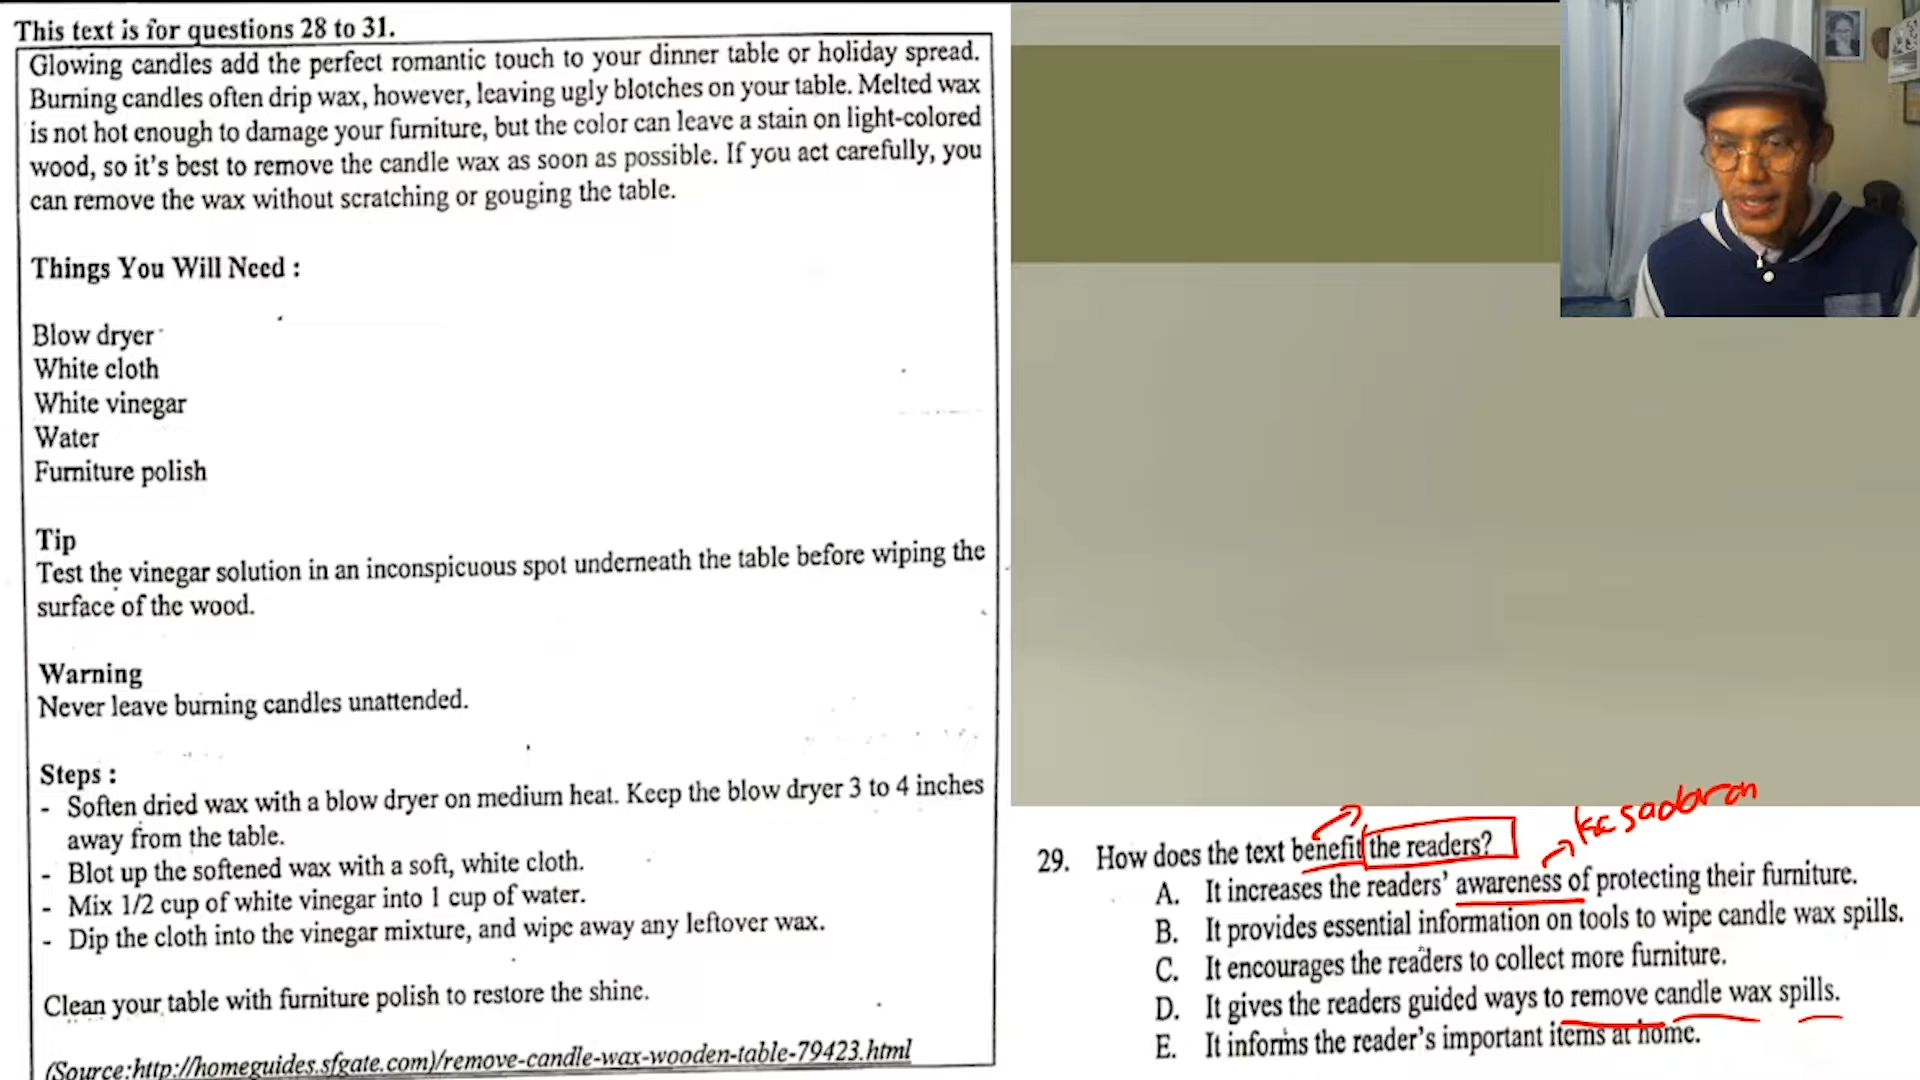 This text is for questions 28 to 31.
Glowing candles add the perfect romantic touch to your dinner table or holiday spread.
Burning candles often drip wax, however, leaving ugly blotches on your table. Melted wax
is not hot enough to damage your furniture, but the color can leave a stain on light-colored
wood, so it's best to remove the candle wax as soon as possible. If you act carefully, you
can remove the wax without scratching or gouging the table.
Things You Will Need :
Blow dryer
White cloth
White vinegar
Water
Furniture polish
Tip
Test the vinegar solution in an inconspicuous spot underneath the table before wiping the
surface of the wood.
Warning
Never leave burning candles unattended.
Steps :
- Soften dried wax with a blow dryer on medium heat. Keep the blow dryer 3 to 4 inches
away from the table.
- Blot up the softened wax with a soft, white cloth.
- Mix 1/2 cup of white vinegar into 1 cup of water.
- Dip the cloth into the vinegar mixture, and wipe away any leftover wax.
Clean your table with furniture polish to restore the shine.
(Source:http://homeguides.sfgate.com)/remove-candle-wax-wooden-table-79423.html
kesadaran
29. How does the text benefit the readers?
A. It increases the readers' awareness of protecting their furniture.
B. It provides essential information on tools to wipe candle wax spills.
C. It encourages the readers to collect more furniture.
D. It gives the readers guided ways to remove candle wax spills.
E. It informs the reader's important items at home.